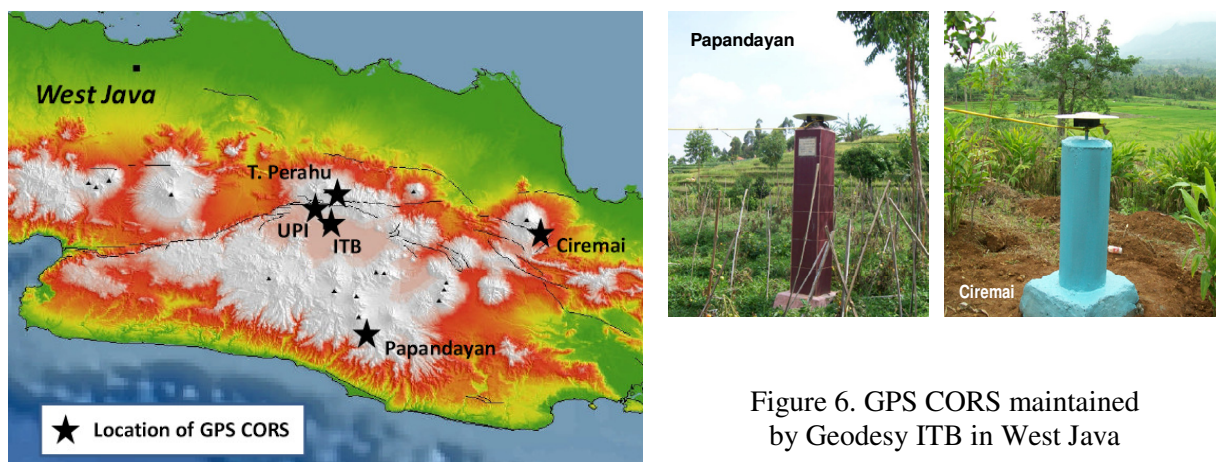 West Java
T. Perahu
UPI
ITB
Ciremai
Papandayan
Location of GPS CORS
Papandayan
Ciremai
Figure 6. GPS CORS maintained
by Geodesy ITB in West Java